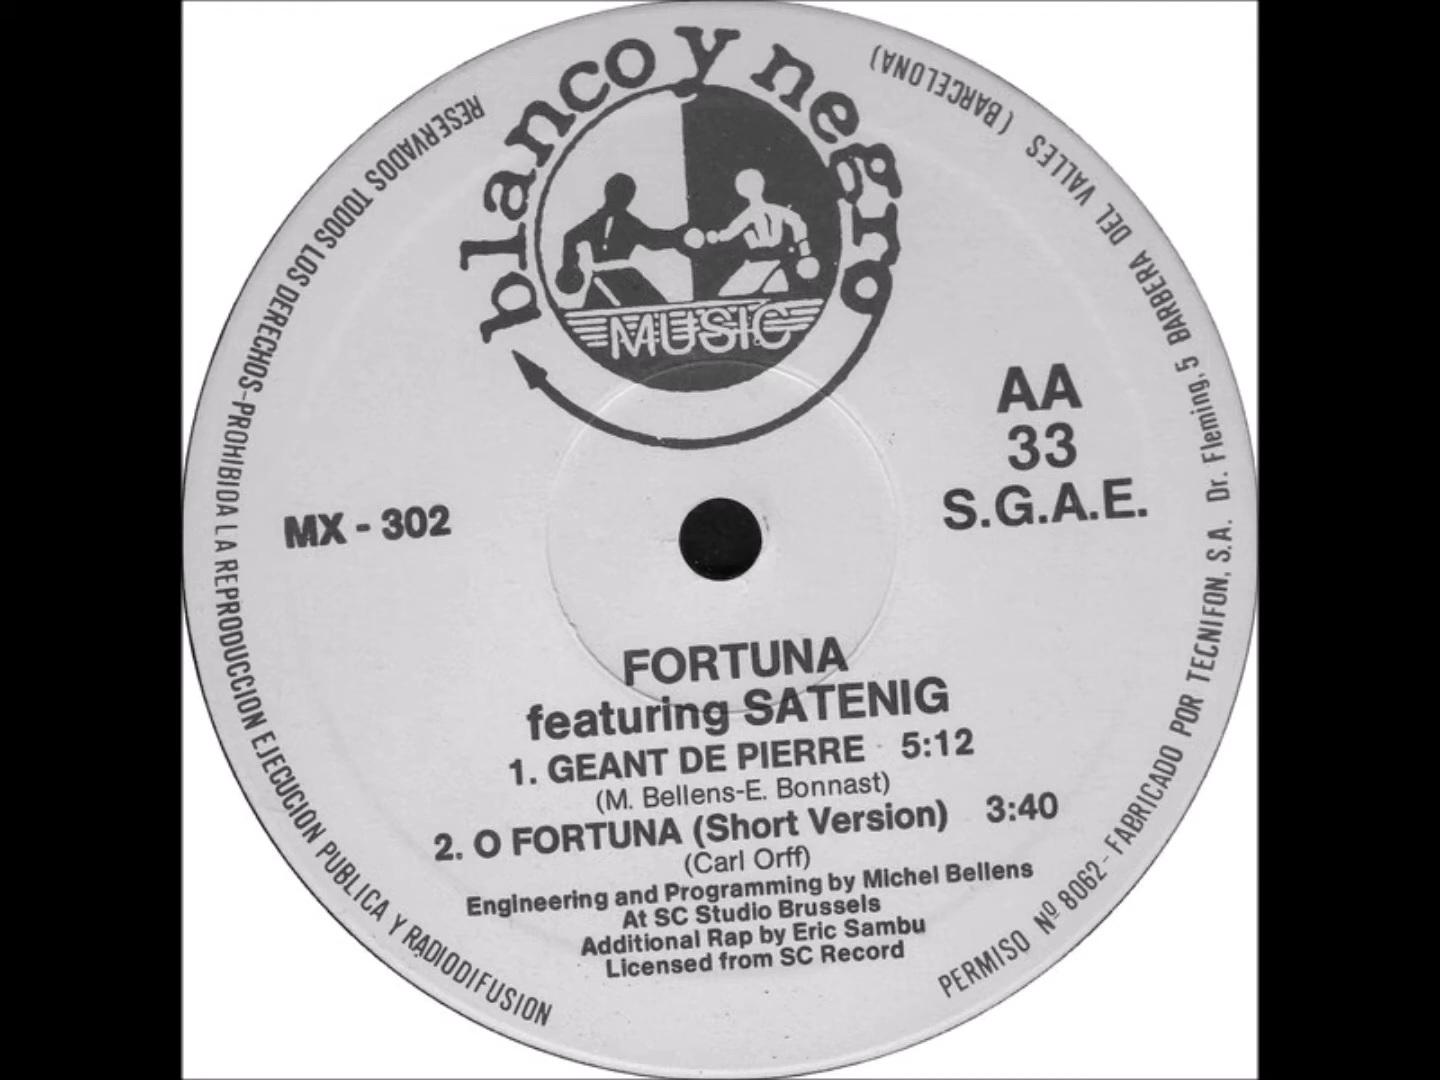 blanco y negro
MUSIC
RESERVADOS TODOS LOS DERECHOS-PROHIBIDA LA REPRODUCCION EJECUCION PUBLICA Y RADIODIFUSION
PERMISO Nº 8062- FABRICADO POR TECNIFON, S.A. Dr. Fleming, 5 BARBERA DEL VALLES (BARCELONA)
AA
33
S.G.A.E.
MX - 302
FORTUNA
featuring SATENIG
1. GEANT DE PIERRE 5:12
(M. Bellens-E. Bonnast)
2. O FORTUNA (Short Version) 3:40
(Carl Orff)
Engineering and Programming by Michel Bellens
At SC Studio Brussels
Additional Rap by Eric Sambu
Licensed from SC Record